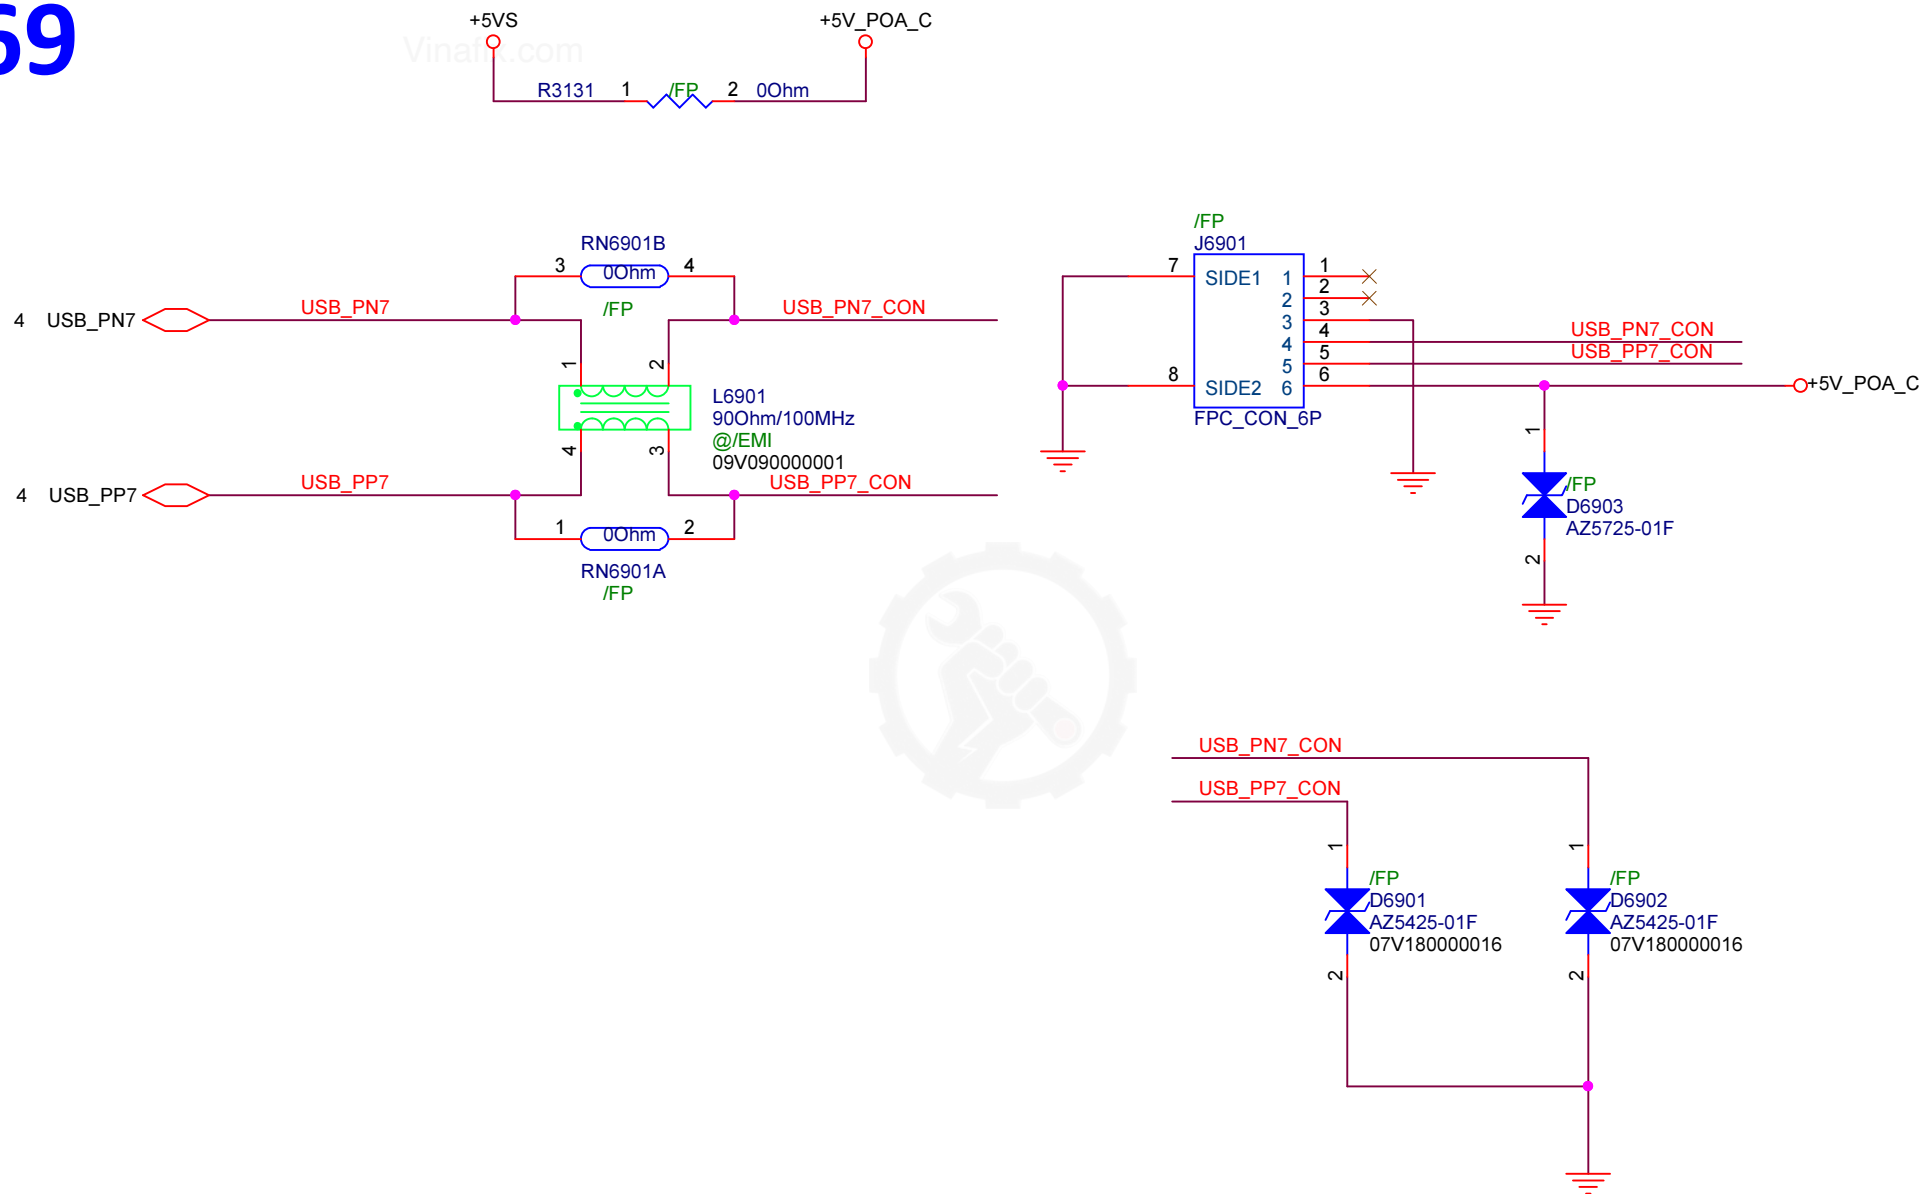 69
+5VS
+5V_POA_C
Vinafix.com
R3131 1 /FP 2 0Ohm
RN6901B
3 0Ohm 4
/FP
4 USB_PN7
USB_PN7
USB_PN7_CON
1 2
L6901
90Ohm/100MHz
@/EMI
09V090000001
4 3
4 USB_PP7
USB_PP7
USB_PP7_CON
1 0Ohm 2
RN6901A
/FP
/FP
J6901
7 SIDE1 1 1
2 2
3 3
4 4 USB_PN7_CON
5 5 USB_PP7_CON
8 SIDE2 6 6 +5V_POA_C
FPC_CON_6P
1
/FP
D6903
AZ5725-01F
2
USB_PN7_CON
USB_PP7_CON
1
/FP
D6901
AZ5425-01F
07V180000016
2
1
/FP
D6902
AZ5425-01F
07V180000016
2